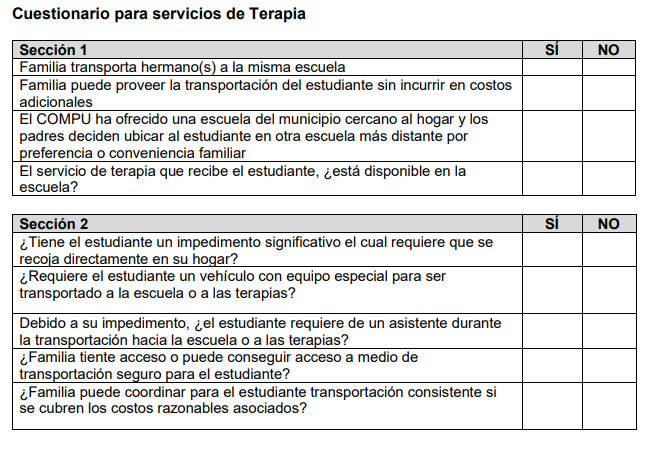 Cuestionario para servicios de Terapia
Sección 1 SÍ NO
Familia transporta hermano(s) a la misma escuela
Familia puede proveer la transportación del estudiante sin incurrir en costos
adicionales
El COMPU ha ofrecido una escuela del municipio cercano al hogar y los
padres deciden ubicar al estudiante en otra escuela más distante por
preferencia o conveniencia familiar
El servicio de terapia que recibe el estudiante, ¿está disponible en la
escuela?
Sección 2 SÍ NO
¿Tiene el estudiante un impedimento significativo el cual requiere que se
recoja directamente en su hogar?
¿Requiere el estudiante un vehículo con equipo especial para ser
transportado a la escuela o a las terapias?
Debido a su impedimento, ¿el estudiante requiere de un asistente durante
la transportación hacia la escuela o a las terapias?
¿Familia tiente acceso o puede conseguir acceso a medio de
transportación seguro para el estudiante?
¿Familia puede coordinar para el estudiante transportación consistente si
se cubren los costos razonables asociados?